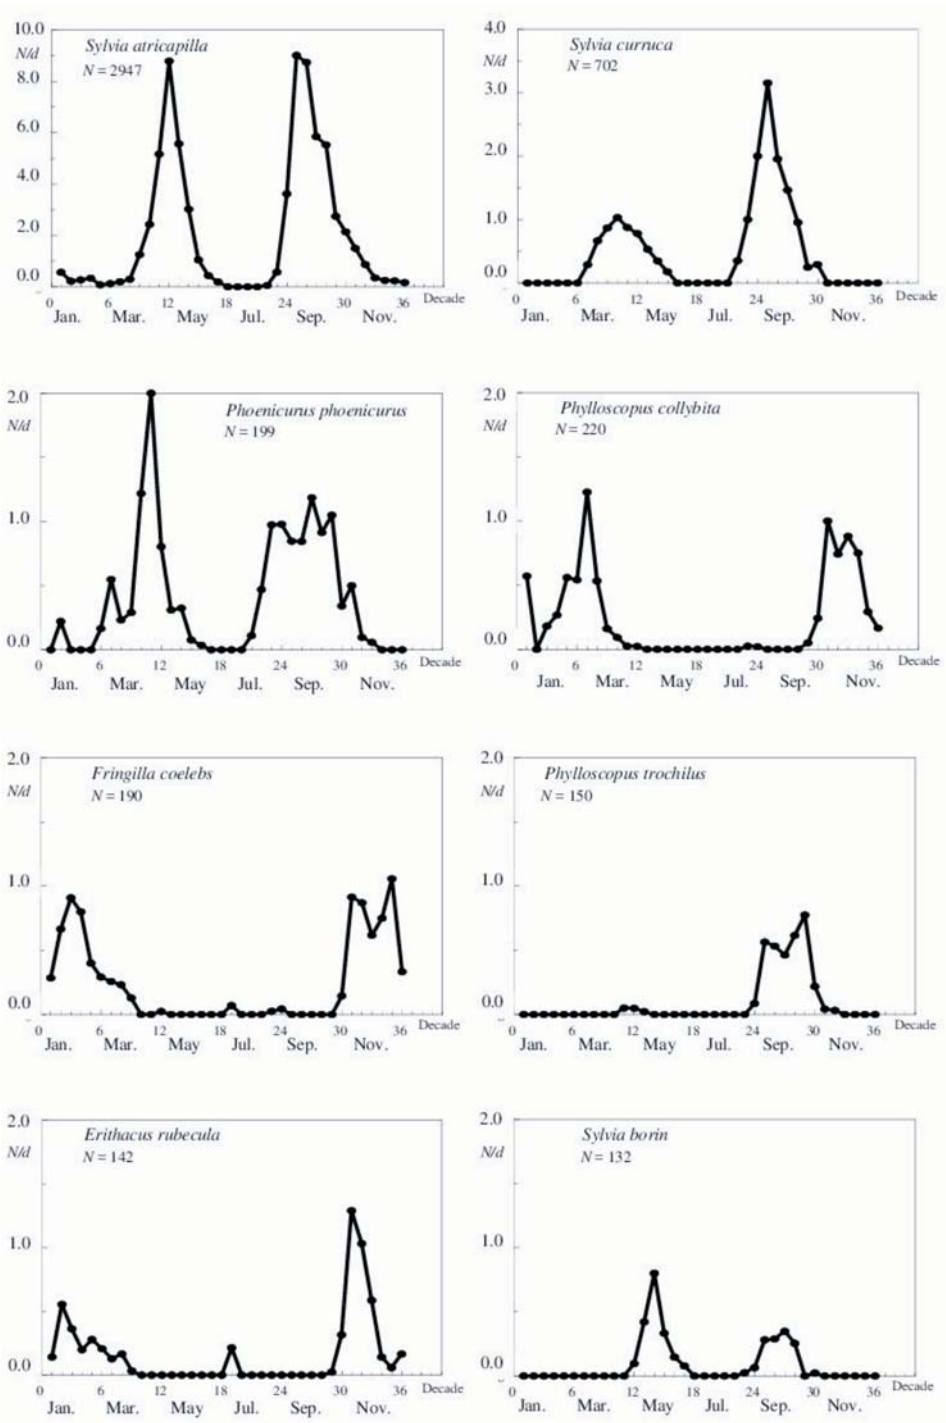 10.0
N/d
8.0
6.0
4.0
2.0
0.0
Sylvia atricapilla
N = 2947
0 6 12 18 24 30 36 Decade
Jan. Mar. May Jul. Sep. Nov.
4.0
N/d
3.0
2.0
1.0
0.0
Sylvia curruca
N = 702
0 6 12 18 24 30 36 Decade
Jan. Mar. May Jul. Sep. Nov.
2.0
N/d
1.0
0.0
Phoenicurus phoenicurus
N = 199
0 6 12 18 24 30 36 Decade
Jan. Mar. May Jul. Sep. Nov.
2.0
N/d
1.0
0.0
Phylloscopus collybita
N = 220
0 6 12 18 24 30 36 Decade
Jan. Mar. May Jul. Sep. Nov.
2.0
N/d
1.0
0.0
Fringilla coelebs
N = 190
0 6 12 18 24 30 36 Decade
Jan. Mar. May Jul. Sep. Nov.
2.0
N/d
1.0
0.0
Phylloscopus trochilus
N = 150
0 6 12 18 24 30 36 Decade
Jan. Mar. May Jul. Sep. Nov.
2.0
N/d
1.0
0.0
Erithacus rubecula
N = 142
0 6 12 18 24 30 36 Decade
Jan. Mar. May Jul. Sep. Nov.
2.0
N/d
1.0
0.0
Sylvia borin
N = 132
0 6 12 18 24 30 36 Decade
Jan. Mar. May Jul. Sep. Nov.